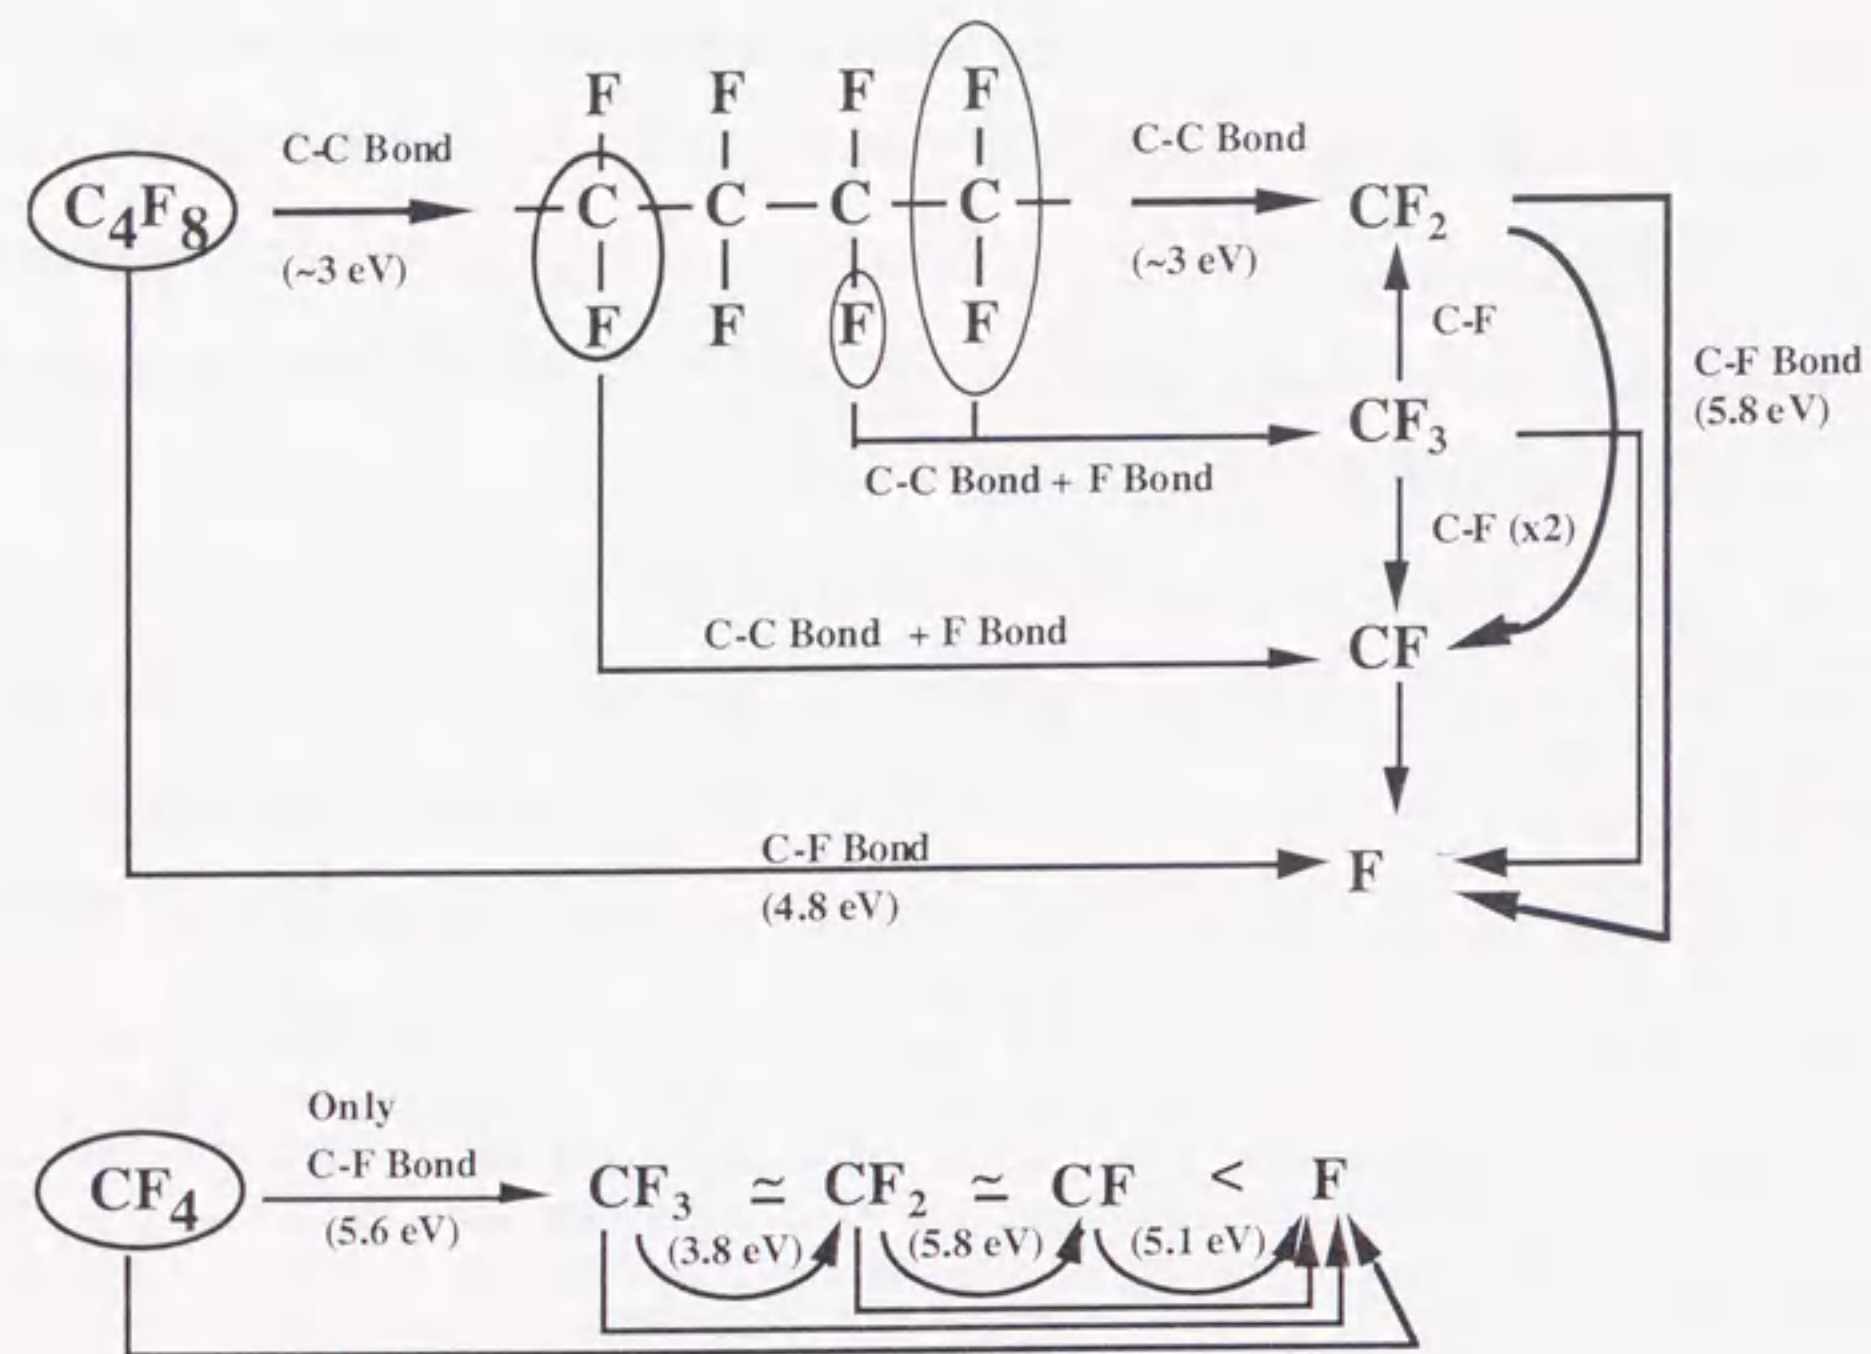 F F F F
C-C Bond C-C Bond
C₄F₈ — C — C — C — C — CF₂
(~3 eV) (~3 eV)
F F F F C-F
C-F Bond
(5.8 eV)
CF₃
C-C Bond + F Bond
C-F (x2)
C-C Bond + F Bond CF
C-F Bond
F
(4.8 eV)
Only
C-F Bond
CF₄ CF₃ ≃ CF₂ ≃ CF < F
(5.6 eV) (3.8 eV) (5.8 eV) (5.1 eV)